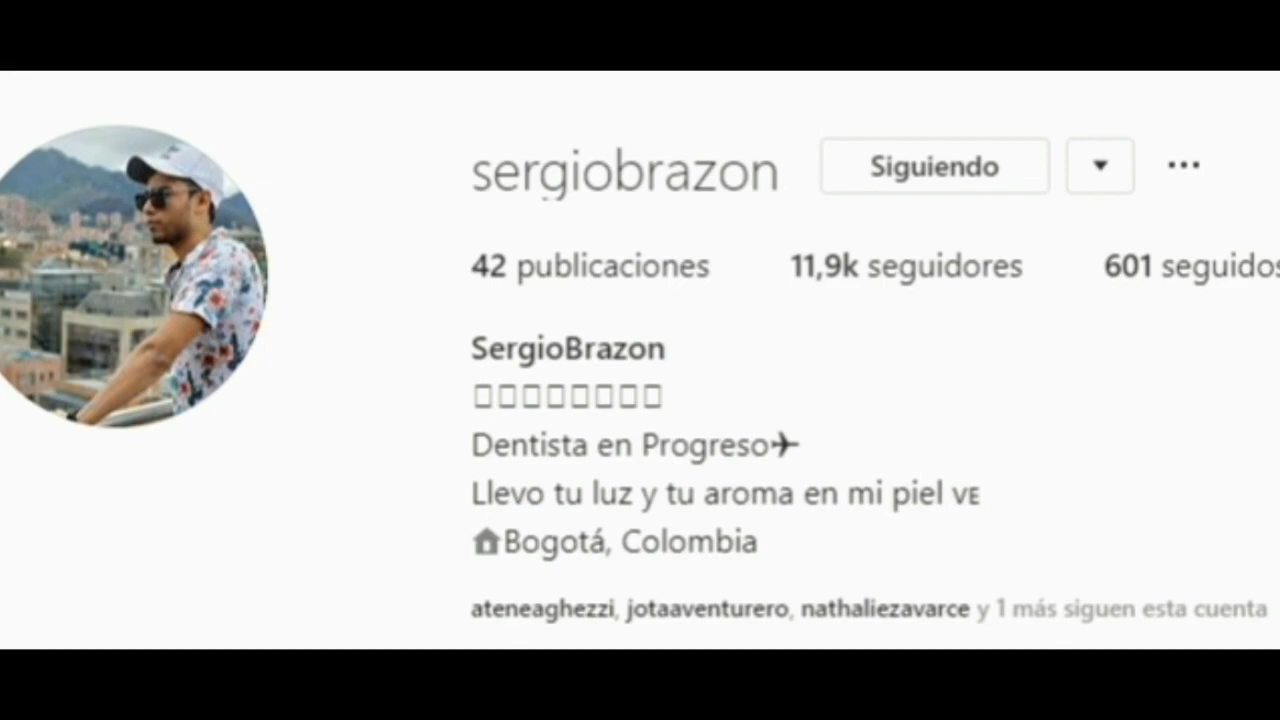 sergiobrazon Siguiendo ▼ •••
42 publicaciones 11,9k seguidores 601 seguidos
SergioBrazon
▯▯▯▯▯▯▯▯
Dentista en Progreso✈
Llevo tu luz y tu aroma en mi piel VE
🏠Bogotá, Colombia
ateneaghezzi, jotaaventurero, nathaliezavarce y 1 más siguen esta cuenta